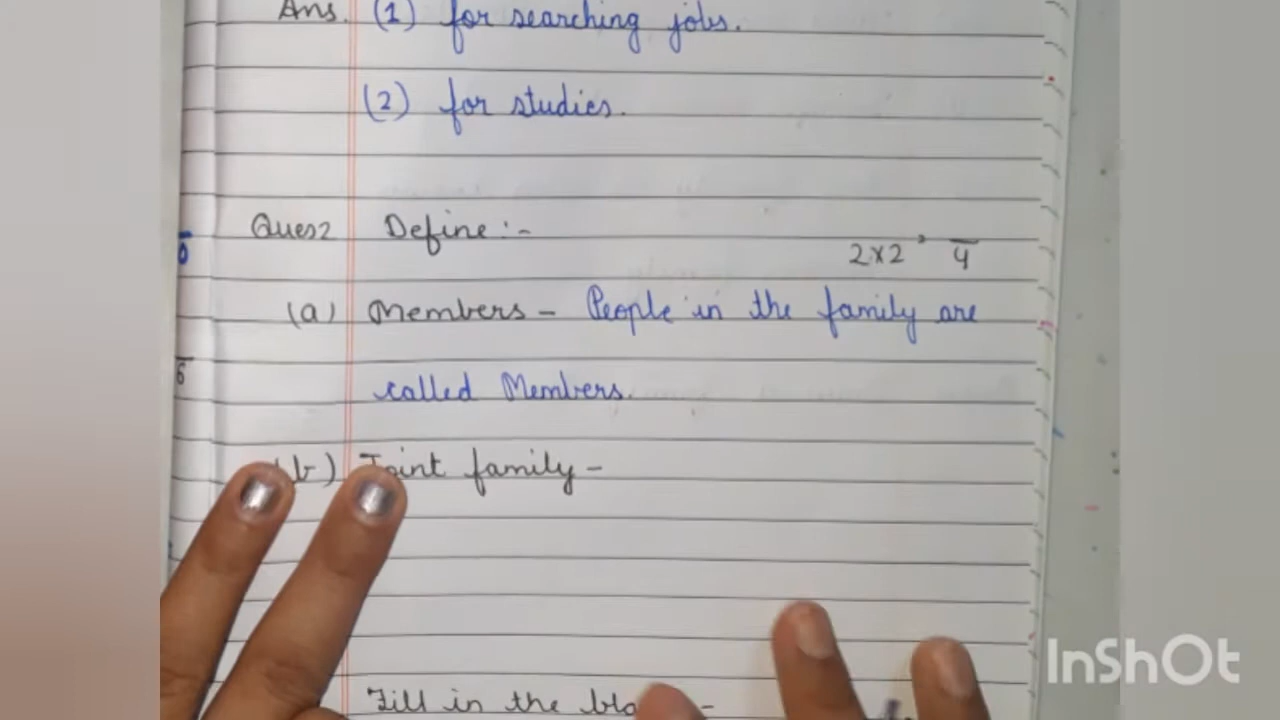 Ans. (1) for searching jobs.
(2) for studies.
Ques2 Define :-
2x2, 4
(a) Members - People in the family are
called Members.
b) Joint family -
Fill in the
6
InShOt